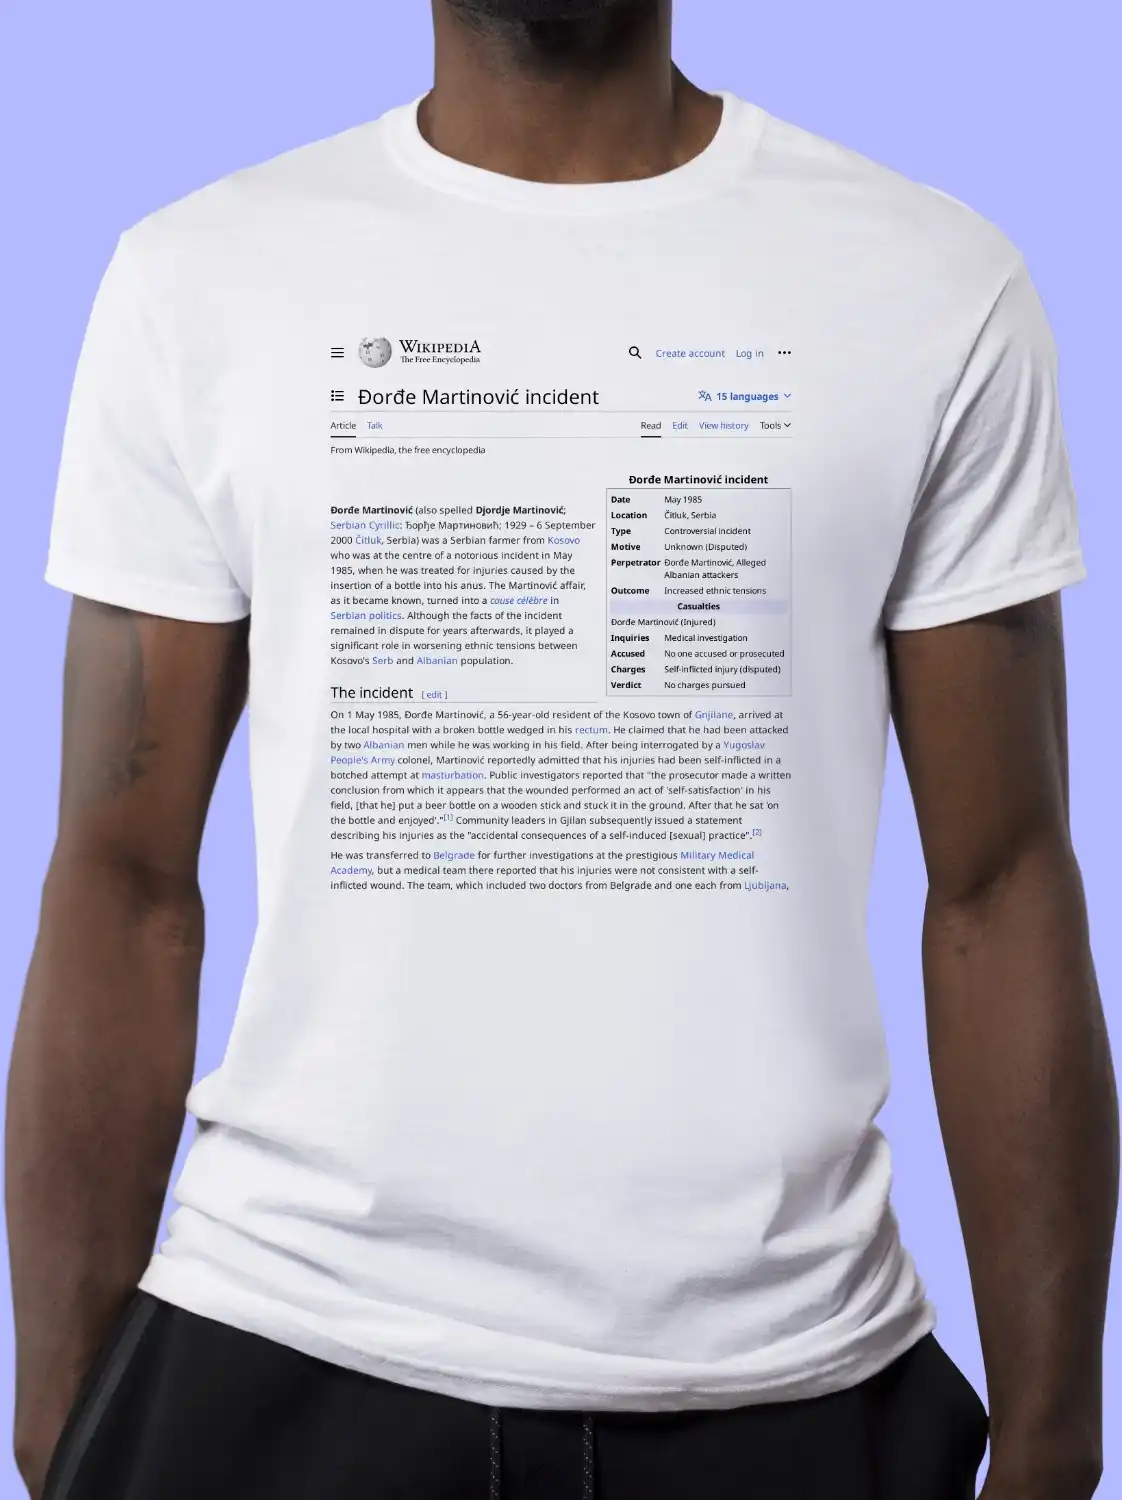 WIKIPEDIA
The Free Encyclopedia
Create account Log in
Đorđe Martinović incident
15 languages
Article Talk
Read Edit View history Tools
From Wikipedia, the free encyclopedia
Đorđe Martinović (also spelled Djordje Martinović;
Serbian Cyrillic: Ђорђе Мартиновић; 1929 – 6 September
2000 Čitluk, Serbia) was a Serbian farmer from Kosovo
who was at the centre of a notorious incident in May
1985, when he was treated for injuries caused by the
insertion of a bottle into his anus. The Martinović affair,
as it became known, turned into a cause célèbre in
Serbian politics. Although the facts of the incident
remained in dispute for years afterwards, it played a
significant role in worsening ethnic tensions between
Kosovo's Serb and Albanian population.
Đorđe Martinović incident
Date May 1985
Location Čitluk, Serbia
Type Controversial incident
Motive Unknown (Disputed)
Perpetrator Đorđe Martinović, Alleged
Albanian attackers
Outcome Increased ethnic tensions
Casualties
Đorđe Martinović (Injured)
Inquiries Medical investigation
Accused No one accused or prosecuted
Charges Self-inflicted injury (disputed)
Verdict No charges pursued
The incident [ edit ]
On 1 May 1985, Đorđe Martinović, a 56-year-old resident of the Kosovo town of Gnjilane, arrived at
the local hospital with a broken bottle wedged in his rectum. He claimed that he had been attacked
by two Albanian men while he was working in his field. After being interrogated by a Yugoslav
People's Army colonel, Martinović reportedly admitted that his injuries had been self-inflicted in a
botched attempt at masturbation. Public investigators reported that "the prosecutor made a written
conclusion from which it appears that the wounded performed an act of 'self-satisfaction' in his
field, [that he] put a beer bottle on a wooden stick and stuck it in the ground. After that he sat 'on
the bottle and enjoyed'."[1] Community leaders in Gjilan subsequently issued a statement
describing his injuries as the "accidental consequences of a self-induced [sexual] practice".[2]
He was transferred to Belgrade for further investigations at the prestigious Military Medical
Academy, but a medical team there reported that his injuries were not consistent with a self-
inflicted wound. The team, which included two doctors from Belgrade and one each from Ljubljana,